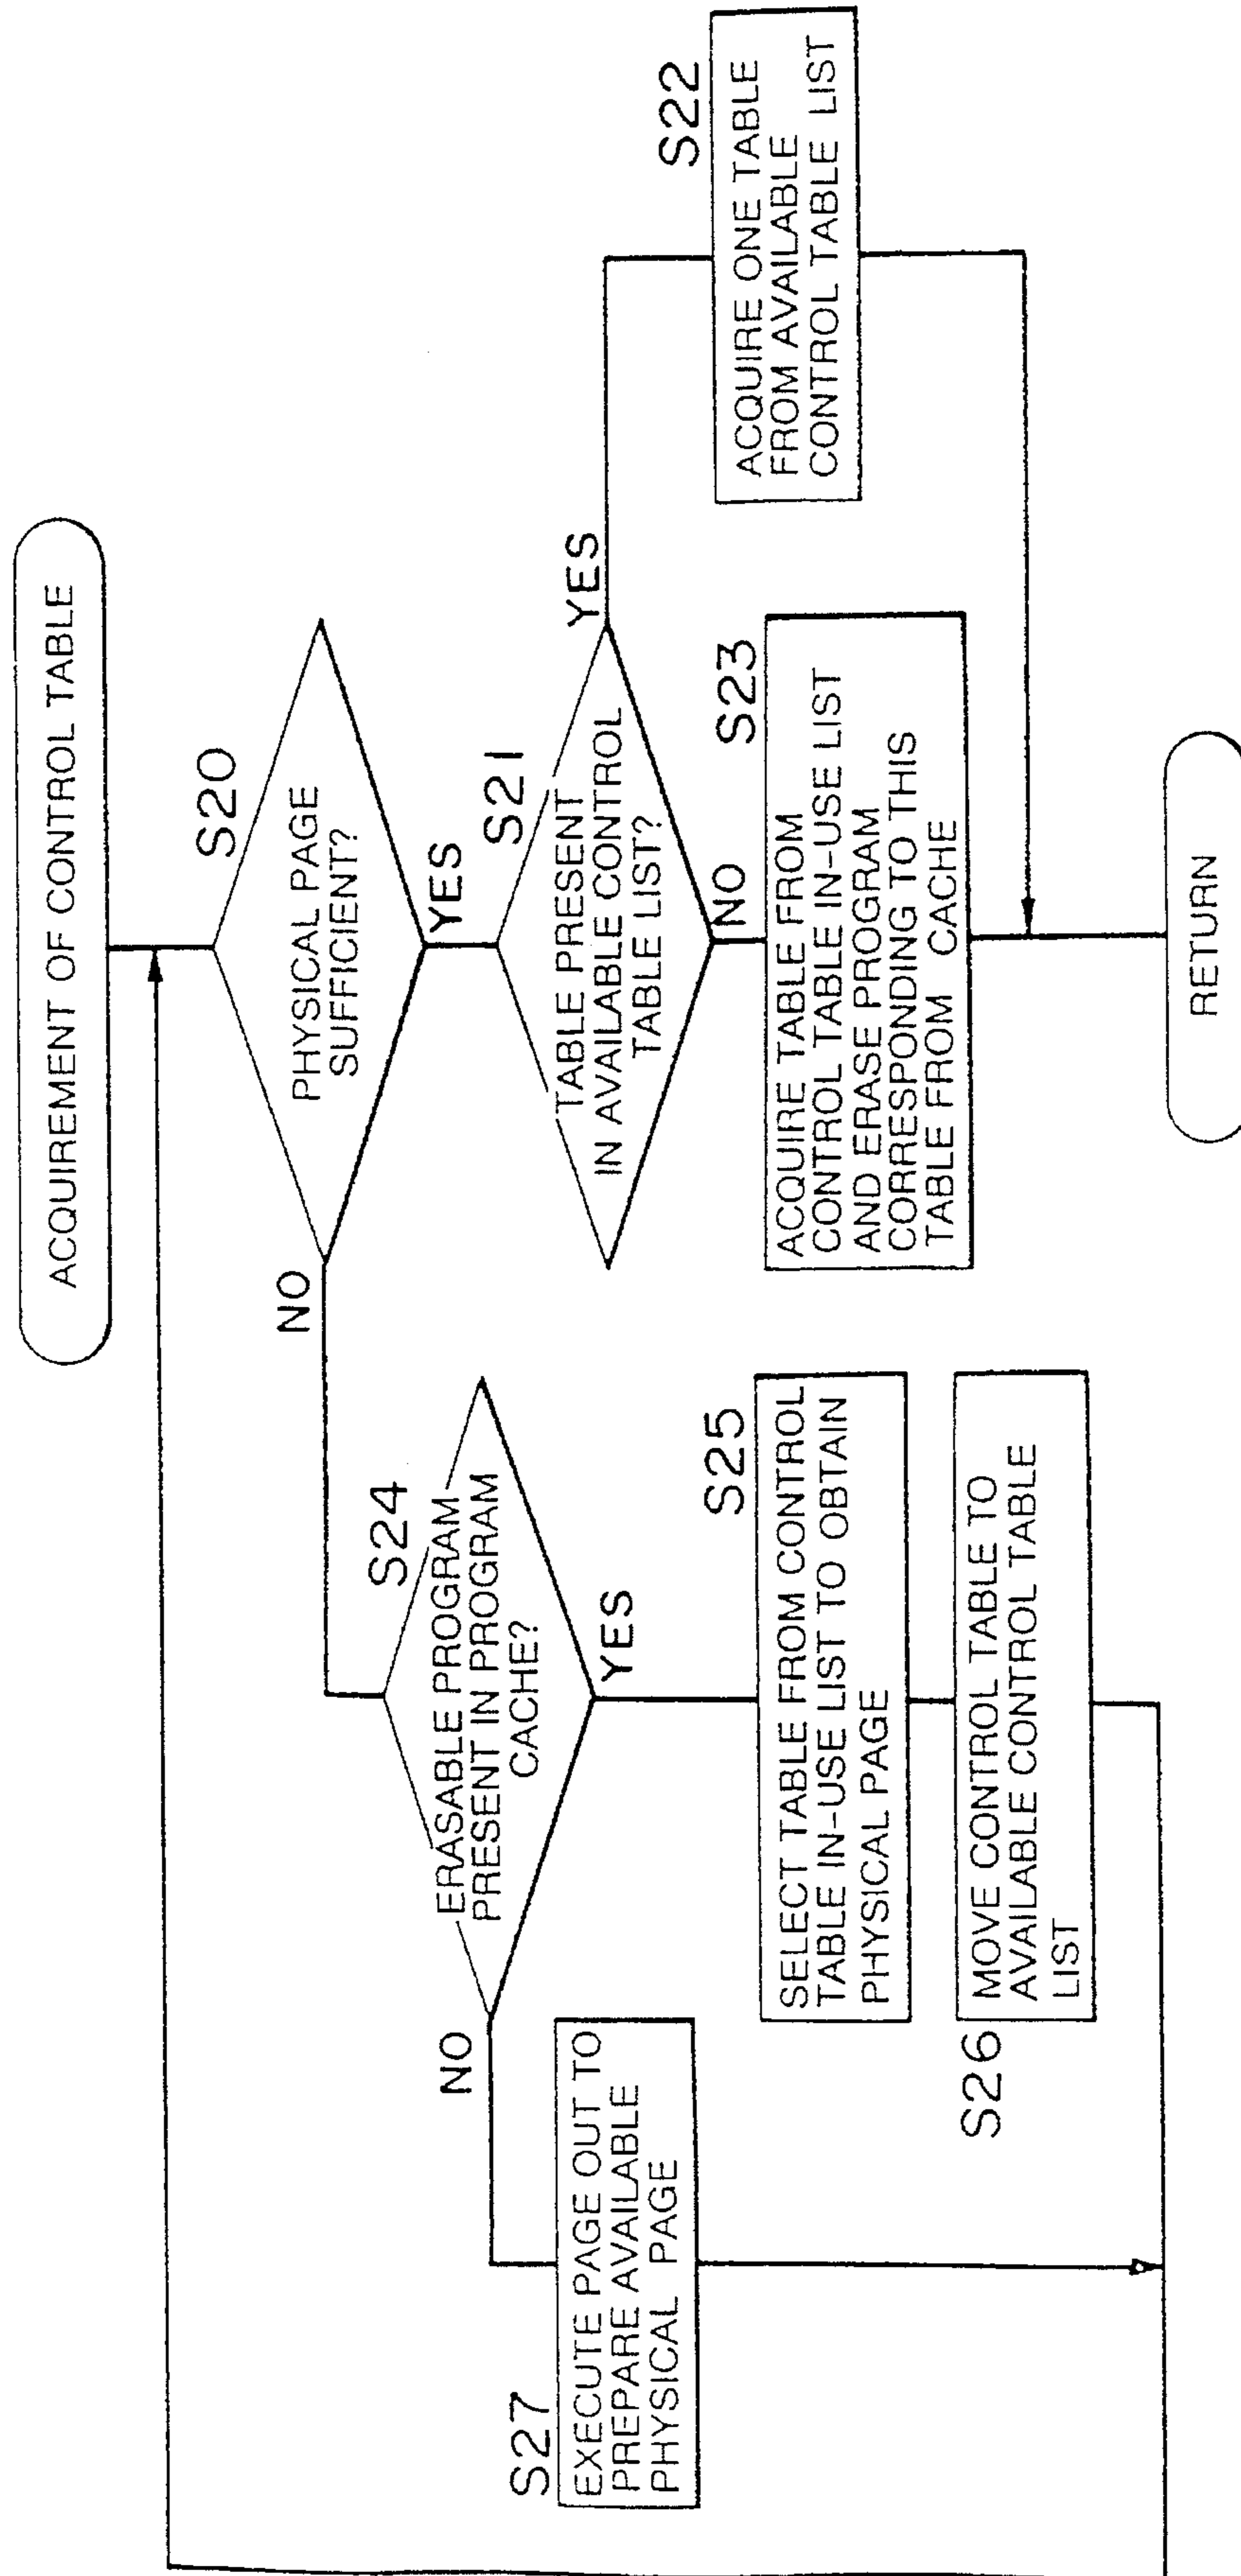 ACQUIREMENT OF CONTROL TABLE
S20
PHYSICAL PAGE
SUFFICIENT?
NO
YES
S21
TABLE PRESENT
IN AVAILABLE CONTROL
TABLE LIST?
YES
NO
S22
ACQUIRE ONE TABLE
FROM AVAILABLE
CONTROL TABLE LIST
S23
ACQUIRE TABLE FROM
CONTROL TABLE IN-USE LIST
AND ERASE PROGRAM
CORRESPONDING TO THIS
TABLE FROM CACHE
S24
ERASABLE PROGRAM
PRESENT IN PROGRAM
CACHE?
NO
YES
S25
SELECT TABLE FROM CONTROL
TABLE IN-USE LIST TO OBTAIN
PHYSICAL PAGE
S26
MOVE CONTROL TABLE TO
AVAILABLE CONTROL TABLE
LIST
S27
EXECUTE PAGE OUT TO
PREPARE AVAILABLE
PHYSICAL PAGE
RETURN